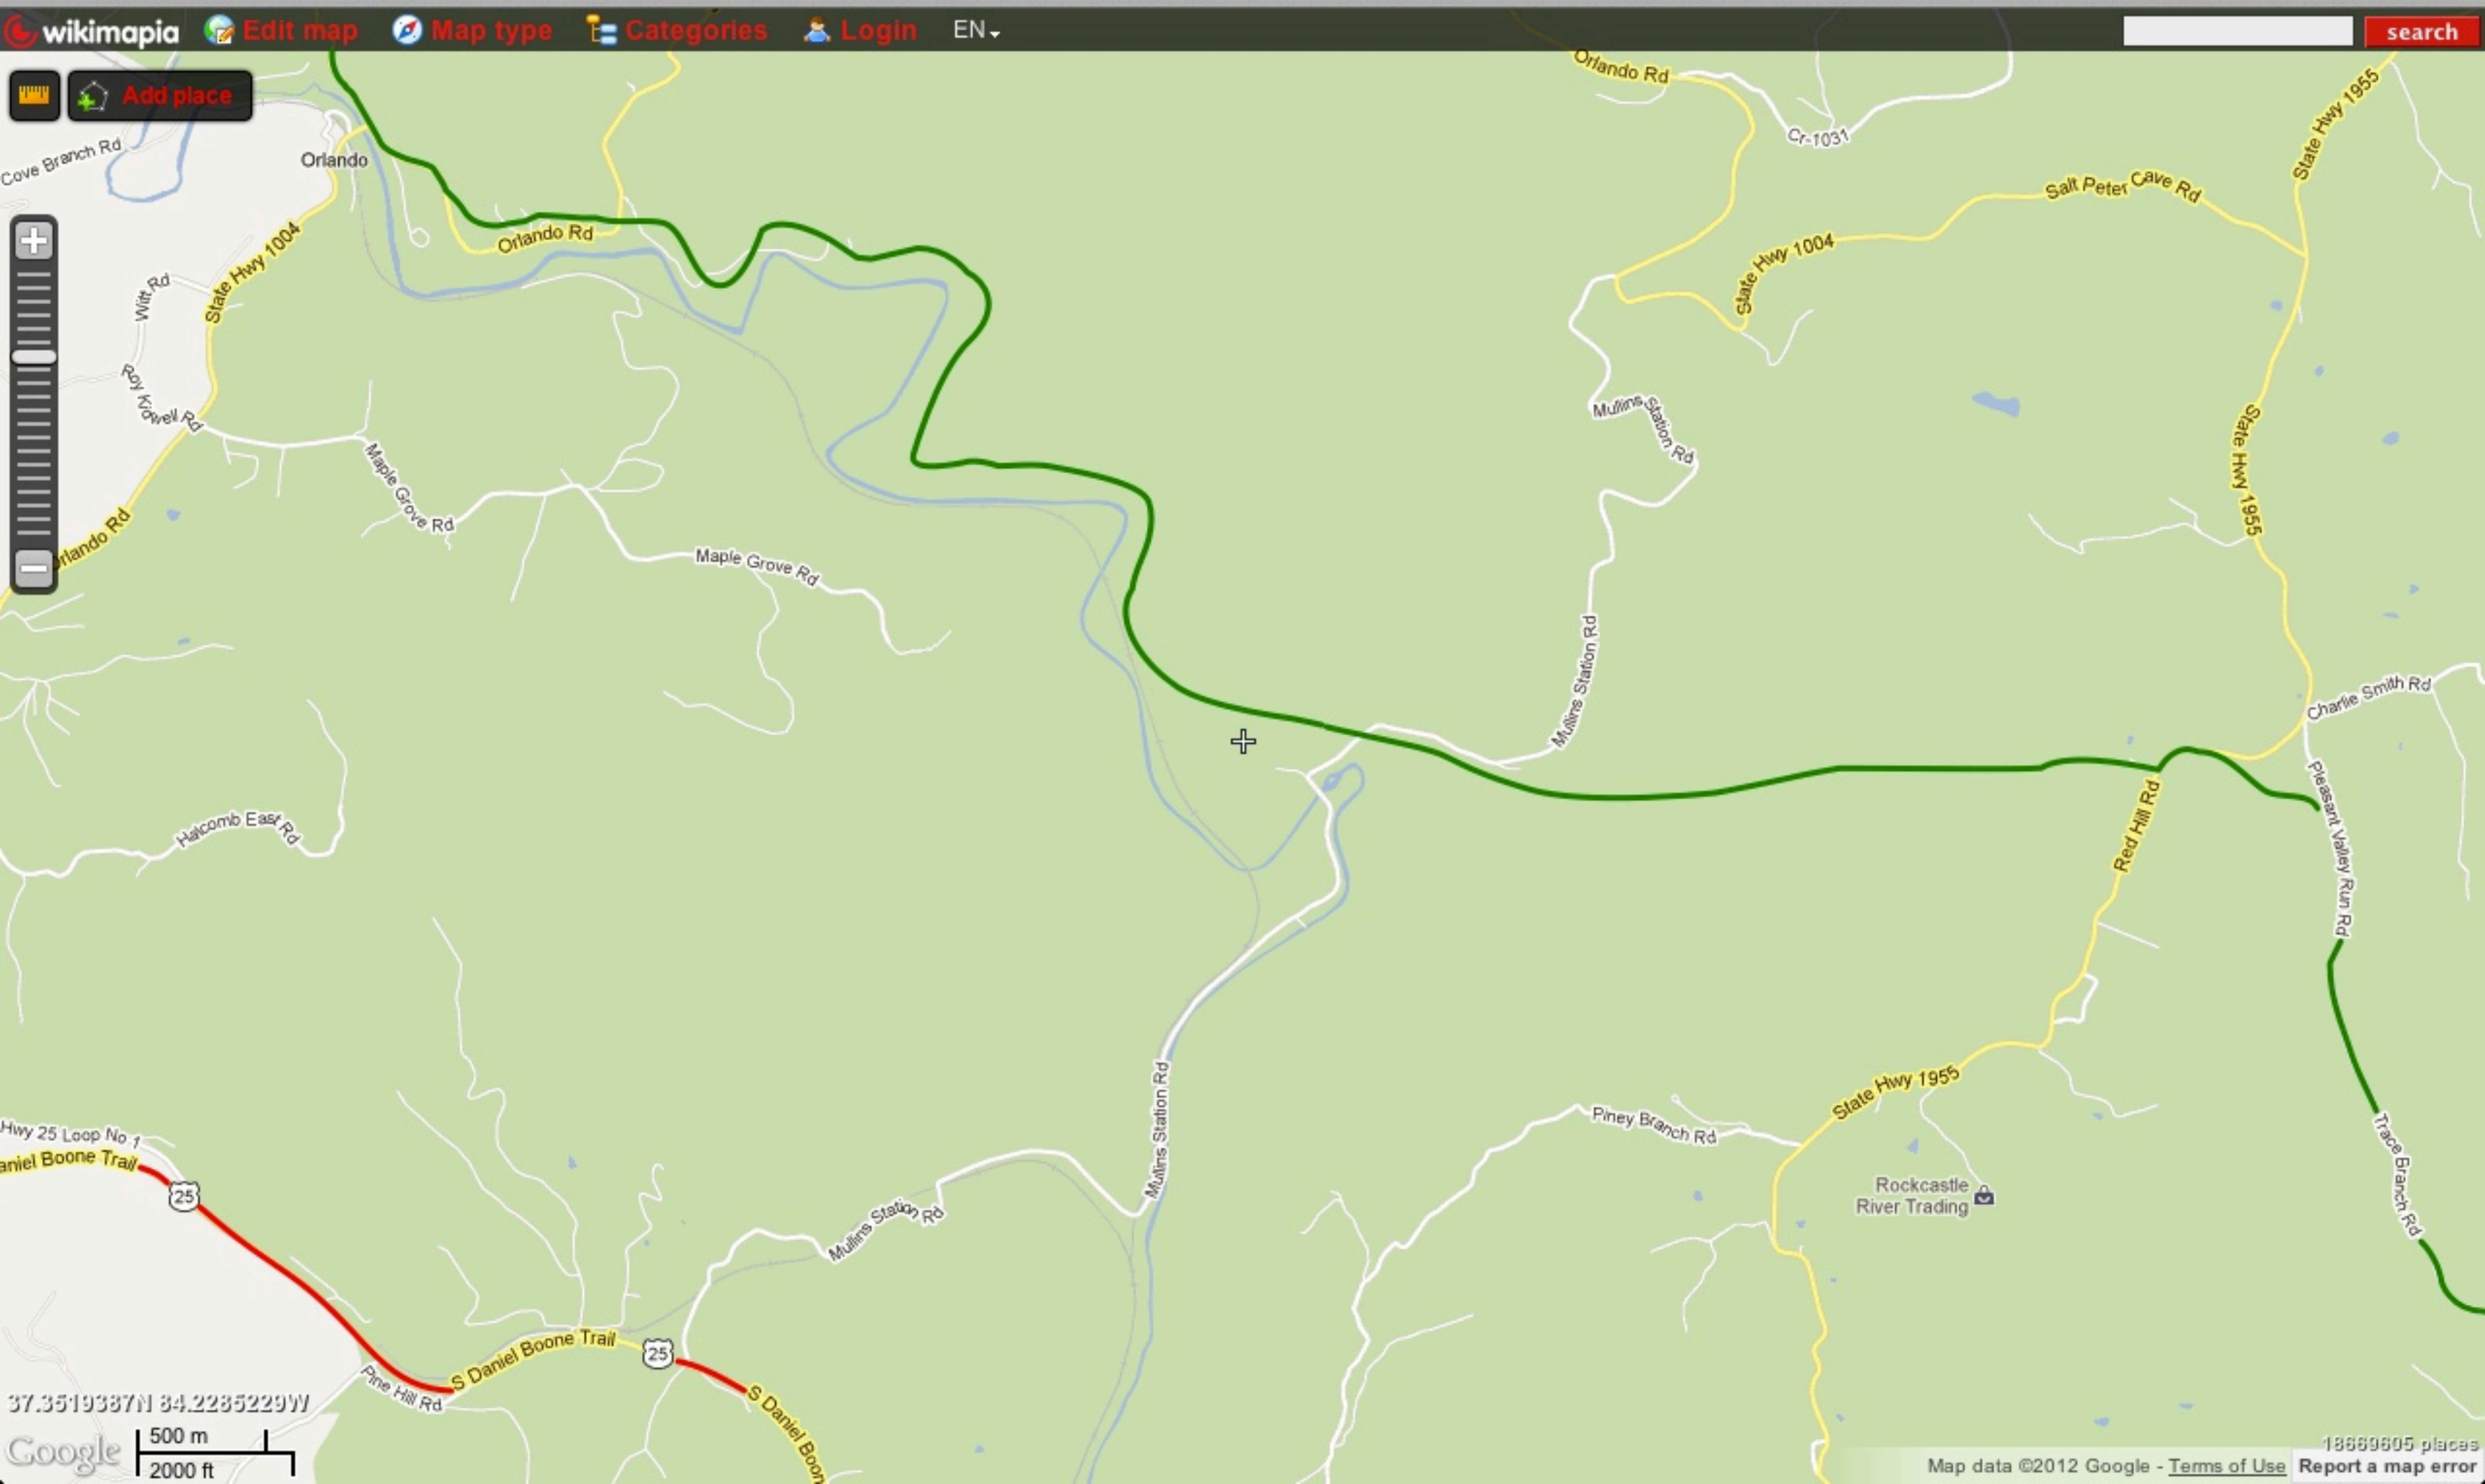 wikimapia Edit map Map type Categories Login EN search
Add place
Orlando Rd
State Hwy 1955
Cr-1031
Cove Branch Rd
Orlando
Salt Peter Cave Rd
State Hwy 1004
Orlando Rd
State Hwy 1004
Witt Rd
Roy Kidwell Rd
Mullins Station Rd
State Hwy 1955
Maple Grove Rd
Orlando Rd
Maple Grove Rd
Mullins Station Rd
Charlie Smith Rd
Pleasant Valley Run Rd
Red Hill Rd
Halcomb East Rd
State Hwy 1955
Mullins Station Rd
Piney Branch Rd
Hwy 25 Loop No 1
aniel Boone Trail
25
Trace Branch Rd
Rockcastle
River Trading
Mullins Station Rd
S Daniel Boone Trail
25
Pine Hill Rd
S Daniel Boon
37.3519387N 84.2285229W
Google
500 m
2000 ft
18669605 places
Map data ©2012 Google - Terms of Use Report a map error